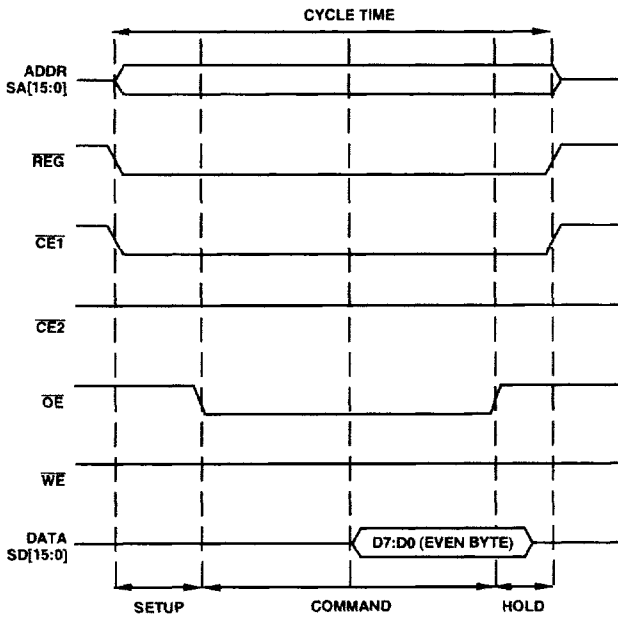 CYCLE TIME
ADDR
SA[15:0]
REG
CE1
CE2
OE
WE
DATA
SD[15:0]
D7:D0 (EVEN BYTE)
SETUP
COMMAND
HOLD